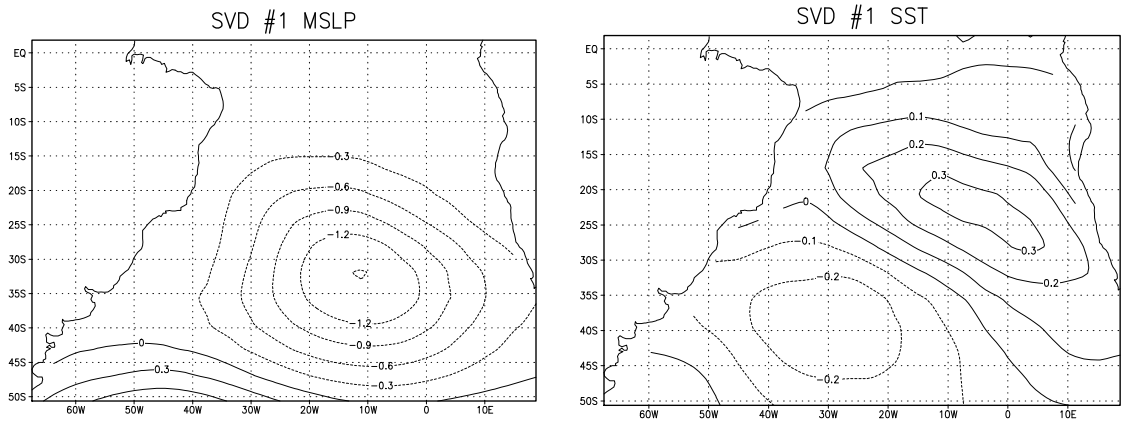 SVD #1 MSLP
EQ
5S
10S
15S
20S
25S
30S
35S
40S
45S
50S
60W
50W
40W
30W
20W
10W
0
10E
-0.3
-0.6
-0.9
-1.2
-1.2
-0.9
-0.6
-0.3
0
0.3
SVD #1 SST
EQ
5S
10S
15S
20S
25S
30S
35S
40S
45S
50S
60W
50W
40W
30W
20W
10W
0
10E
0.1
0.2
0.3
0
-0.1
0.3
-0.2
0.2
-0.2